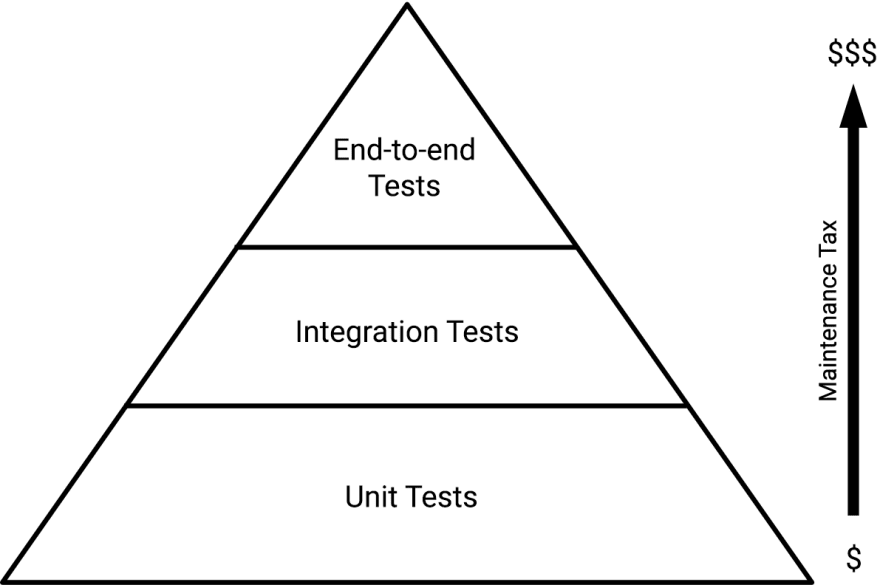 $$$
End-to-end
Tests
Integration Tests
Maintenance Tax
Unit Tests
$